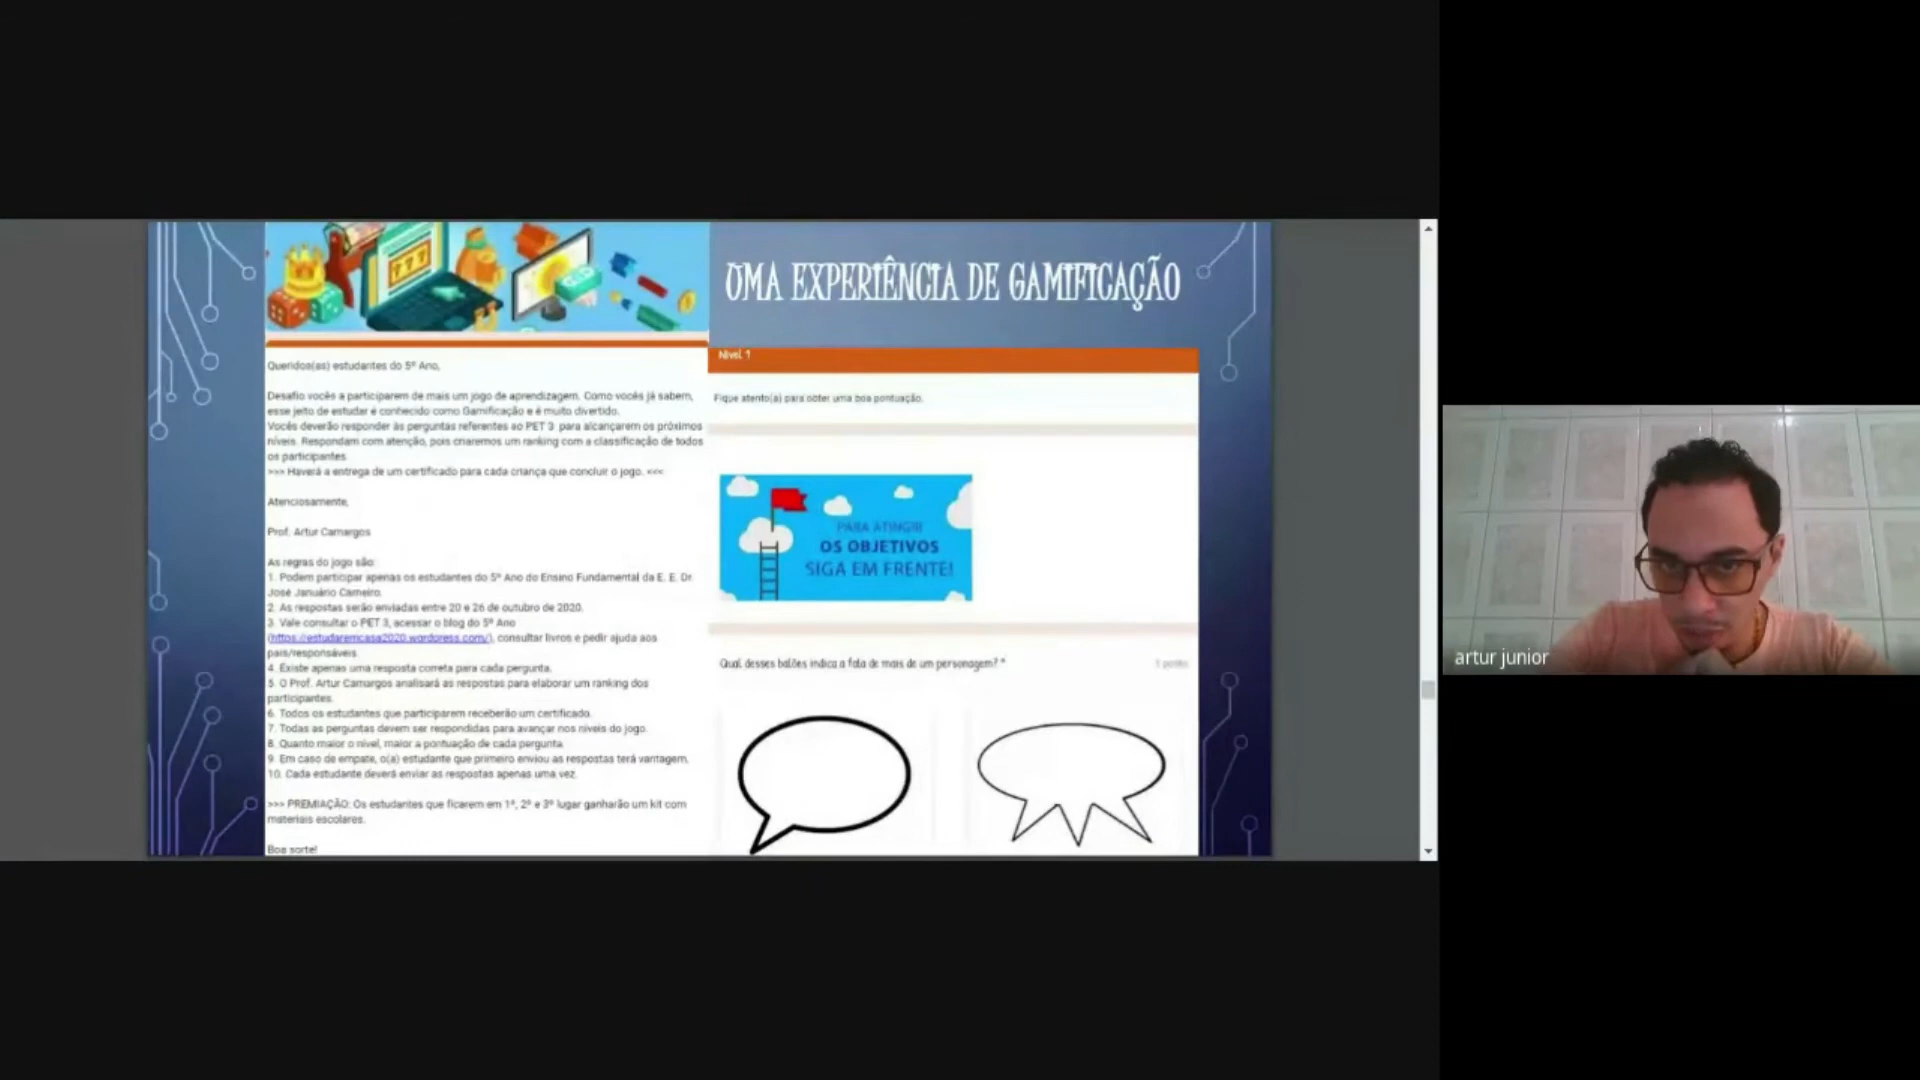 UMA EXPERIÊNCIA DE GAMIFICAÇÃO
777
Queridos(as) estudantes do 5º Ano,
Desafio vocês a participarem de mais um jogo de aprendizagem. Como vocês já sabem,
esse jeito de estudar é conhecido como Gamificação e é muito divertido.
Vocês deverão responder às perguntas referentes ao PET 3 para alcançarem os próximos
níveis. Respondam com atenção, pois criaremos um ranking com a classificação de todos
os participantes.
>>> Haverá a entrega de um certificado para cada criança que concluir o jogo. <<<
Atenciosamente,
Prof. Artur Camargos
As regras do jogo são:
1. Podem participar apenas os estudantes do 5º Ano do Ensino Fundamental da E. E. Dr.
José Januário Carneiro.
2. As respostas serão enviadas entre 20 e 26 de outubro de 2020.
3. Vale consultar o PET 3, acessar o blog do 5º Ano
(https://estudaremcasa2020.wordpress.com/), consultar livros e pedir ajuda aos
pais/responsáveis.
4. Existe apenas uma resposta correta para cada pergunta.
5. O Prof. Artur Camargos analisará as respostas para elaborar um ranking dos
participantes.
6. Todos os estudantes que participarem receberão um certificado.
7. Todas as perguntas devem ser respondidas para avançar nos níveis do jogo.
8. Quanto maior o nível, maior a pontuação de cada pergunta.
9. Em caso de empate, o(a) estudante que primeiro enviou as respostas terá vantagem.
10. Cada estudante deverá enviar as respostas apenas uma vez.
>>> PREMIAÇÃO: Os estudantes que ficarem em 1º, 2º e 3º lugar ganharão um kit com
materiais escolares.
Boa sorte!
Nível 1
Fique atento(a) para obter uma boa pontuação.
PARA ATINGIR
OS OBJETIVOS
SIGA EM FRENTE!
Qual desses balões indica a fala de mais de um personagem? *
1 ponto
artur junior